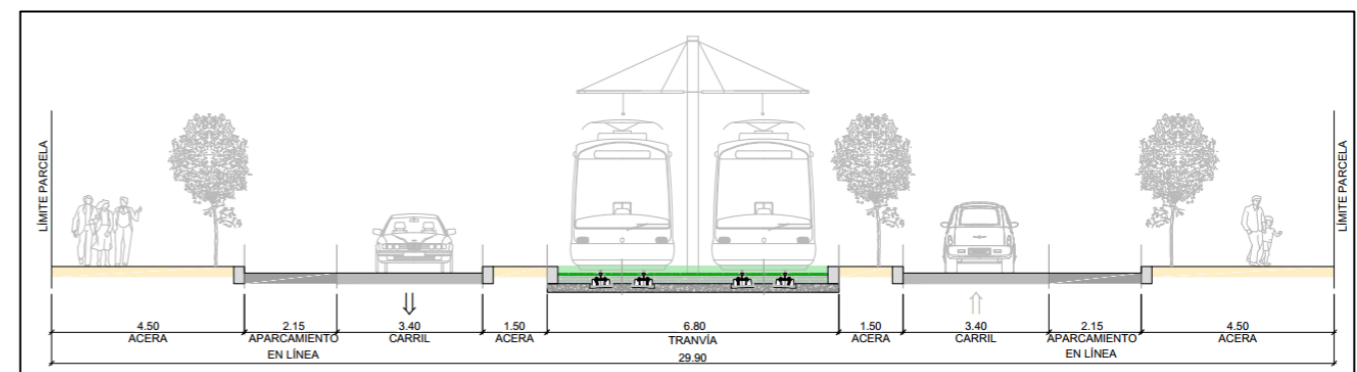 LÍMITE PARCELA
LÍMITE PARCELA
4.50 2.15 3.40 1.50 6.80 1.50 3.40 2.15 4.50
ACERA APARCAMIENTO CARRIL ACERA TRANVÍA ACERA CARRIL APARCAMIENTO ACERA
EN LÍNEA EN LÍNEA
29.90